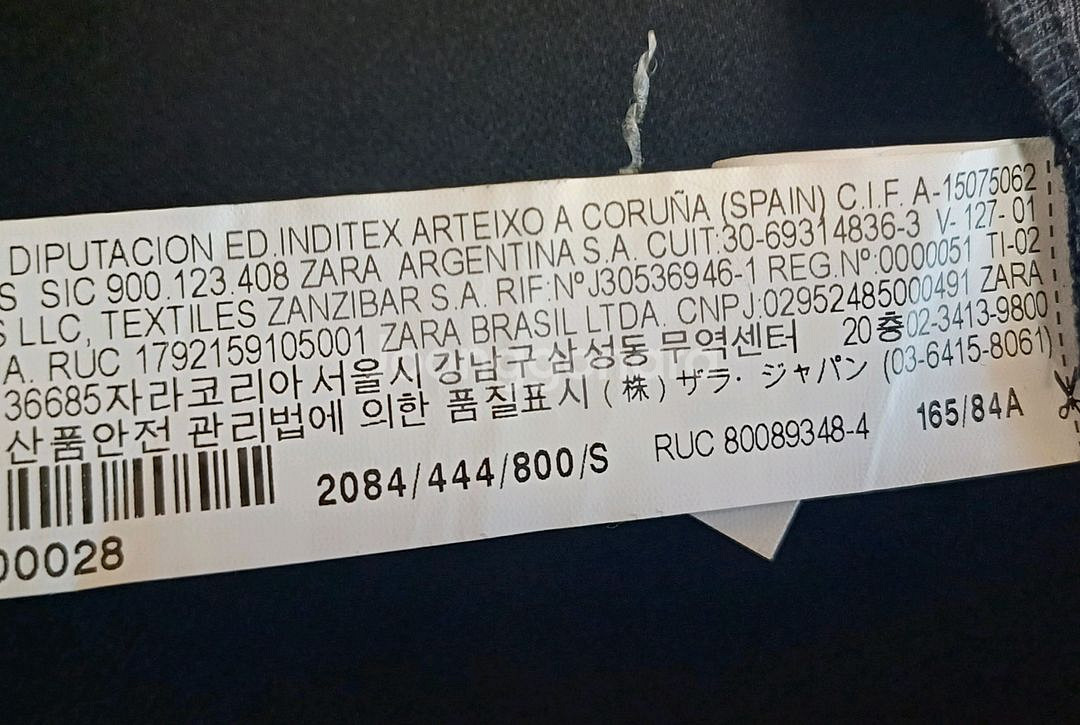 DIPUTACION ED.INDITEX ARTEIXO A CORUÑA (SPAIN) C.I.F. A-15075062
S SIC 900.123.408 ZARA ARGENTINA S.A. CUIT:30-69314836-3 V-127-01
S LLC, TEXTILES ZANZIBAR S.A. RIF:NºJ30536946-1 REG.Nº:0000051 TI-02
A. RUC 1792159105001 ZARA BRASIL LTDA. CNPJ:02952485000491 ZARA
36685자라코리아 서울시 강남구 삼성동 무역센터 20층02-3413-9800
산품안전 관리법에 의한 품질표시 (株) ザラ・ジャパン (03-6415-8061)
2084/444/800/S RUC 80089348-4 165/84A
00028